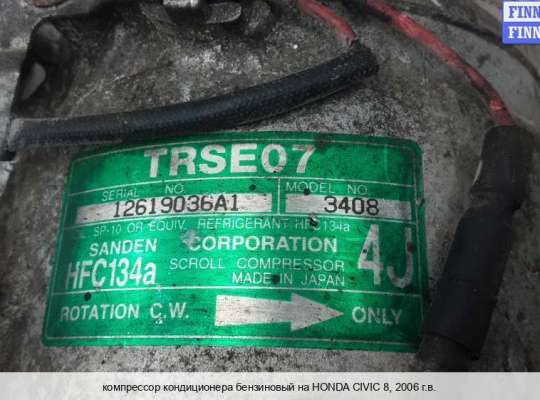 FINN
FINN
TRSE07
SERIAL NO. MODEL NO.
12619036A1 3408
SP-10 OR EQUIV. REFRIGERANT HFC134a
SANDEN CORPORATION 4J
HFC134a SCROLL COMPRESSOR
MADE IN JAPAN
ROTATION C.W. ONLY
компрессор кондиционера бензиновый на HONDA CIVIC 8, 2006 г.в.